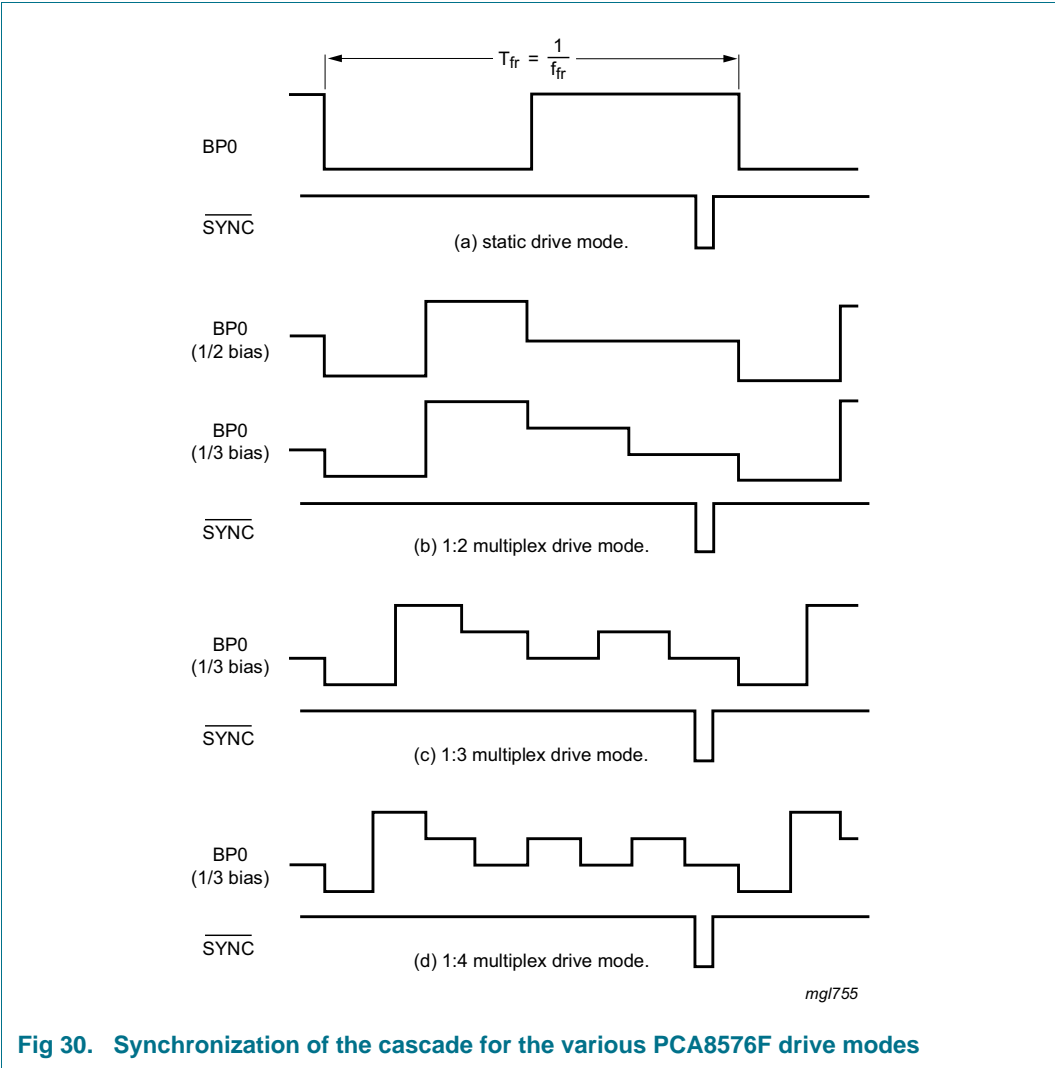 Tfr = 1/ffr
BP0
SYNC
(a) static drive mode.
BP0
(1/2 bias)
BP0
(1/3 bias)
SYNC
(b) 1:2 multiplex drive mode.
BP0
(1/3 bias)
SYNC
(c) 1:3 multiplex drive mode.
BP0
(1/3 bias)
SYNC
(d) 1:4 multiplex drive mode.
mgl755
Fig 30. Synchronization of the cascade for the various PCA8576F drive modes